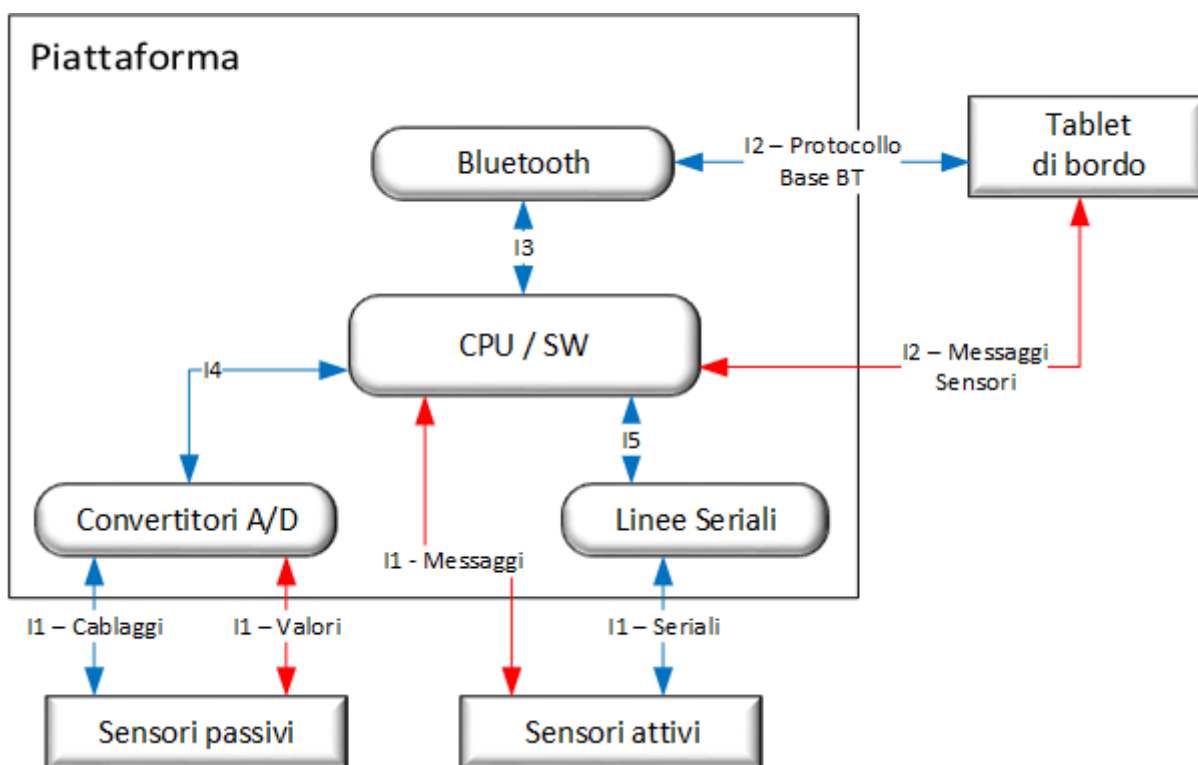 Piattaforma
Bluetooth
I2 – Protocollo
Base BT
Tablet
di bordo
I3
CPU / SW
I2 – Messaggi
Sensori
I4
I5
Convertitori A/D
Linee Seriali
I1 - Messaggi
I1 – Cablaggi
I1 – Valori
I1 – Seriali
Sensori passivi
Sensori attivi